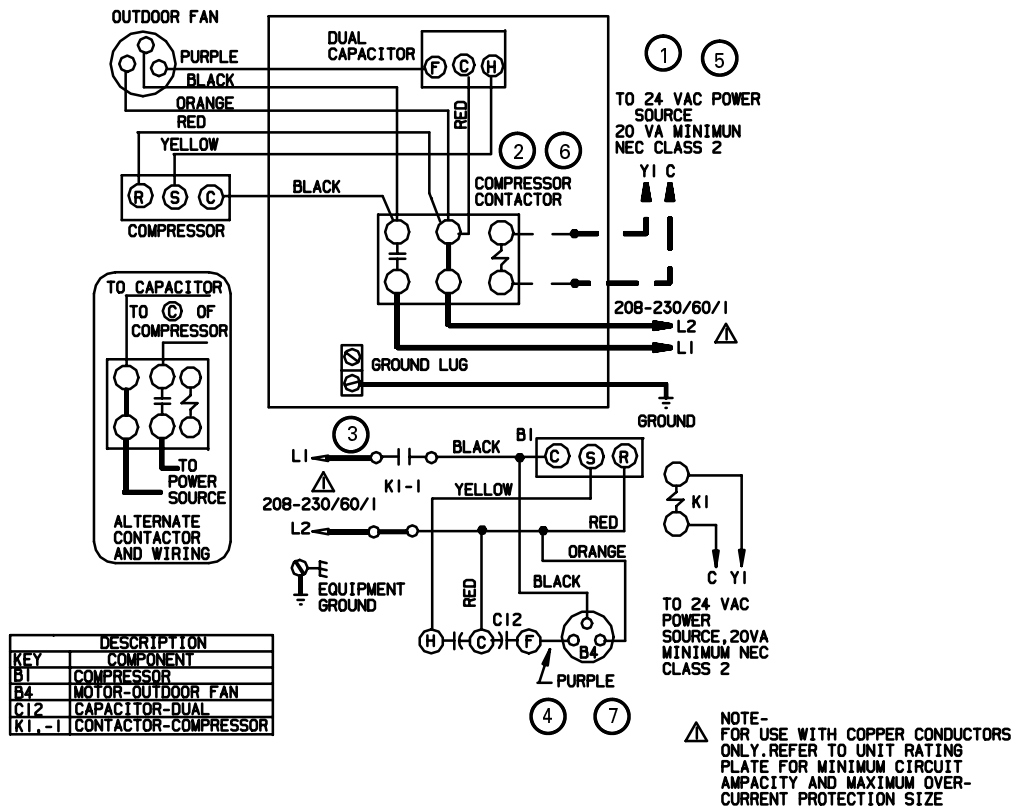 OUTDOOR FAN
PURPLE
BLACK
ORANGE
RED
YELLOW
DUAL
CAPACITOR
F C H
RED
1 5
TO 24 VAC POWER
SOURCE
20 VA MINIMUN
NEC CLASS 2
Y1 C
2 6
COMPRESSOR
CONTACTOR
R S C
COMPRESSOR
BLACK
208-230/60/1
L2
L1
GROUND LUG
GROUND
TO CAPACITOR
TO C OF
COMPRESSOR
TO
POWER
SOURCE
ALTERNATE
CONTACTOR
AND WIRING
3
L1
K1-1
BLACK
B1
C S R
208-230/60/1
YELLOW
L2
RED
ORANGE
BLACK
RED
EQUIPMENT
GROUND
H C C12 F
B4
PURPLE
4 7
K1
C Y1
TO 24 VAC
POWER
SOURCE,20VA
MINIMUM NEC
CLASS 2
DESCRIPTION
KEY COMPONENT
B1 COMPRESSOR
B4 MOTOR-OUTDOOR FAN
C12 CAPACITOR-DUAL
K1,-1 CONTACTOR-COMPRESSOR
NOTE-
FOR USE WITH COPPER CONDUCTORS
ONLY.REFER TO UNIT RATING
PLATE FOR MINIMUM CIRCUIT
AMPACITY AND MAXIMUM OVER-
CURRENT PROTECTION SIZE